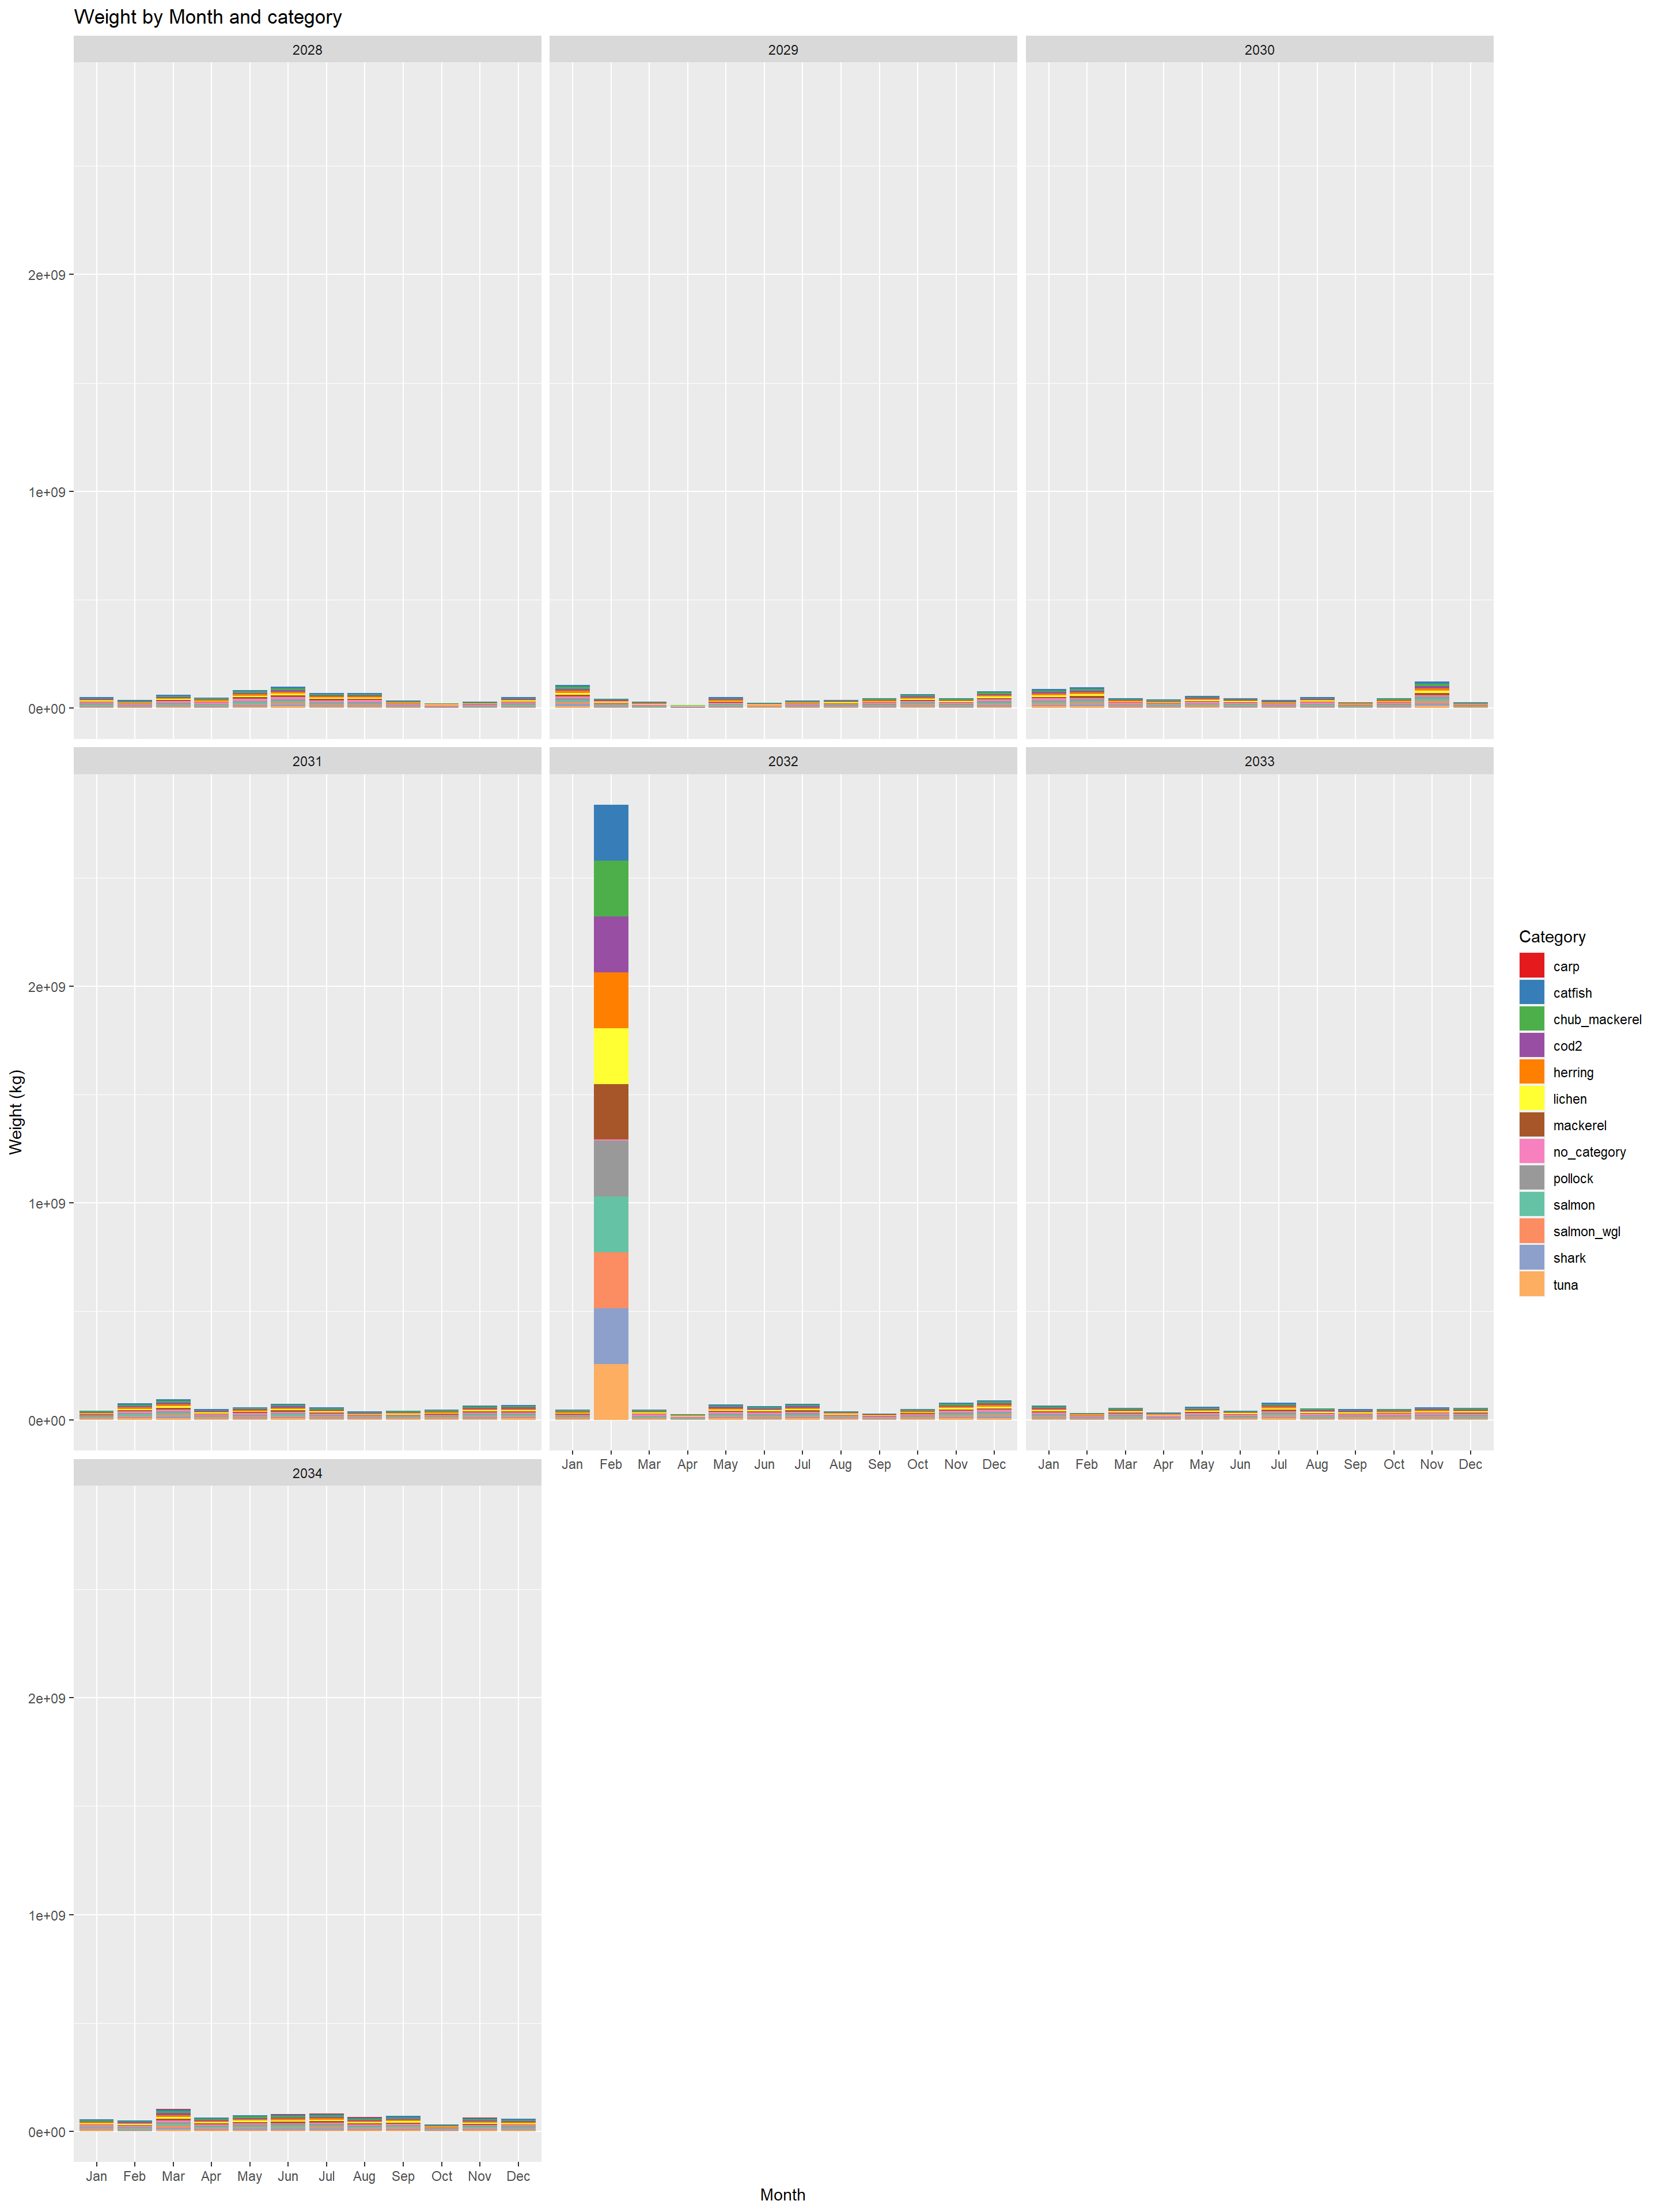 Weight by Month and category
2028
2029
2030
2e+09
1e+09
0e+00
2031
2032
2033
2e+09
1e+09
0e+00
Jan Feb Mar Apr May Jun Jul Aug Sep Oct Nov Dec
Jan Feb Mar Apr May Jun Jul Aug Sep Oct Nov Dec
2034
2e+09
1e+09
0e+00
Jan Feb Mar Apr May Jun Jul Aug Sep Oct Nov Dec
Month
Weight (kg)
Category
carp
catfish
chub_mackerel
cod2
herring
lichen
mackerel
no_category
pollock
salmon
salmon_wgl
shark
tuna